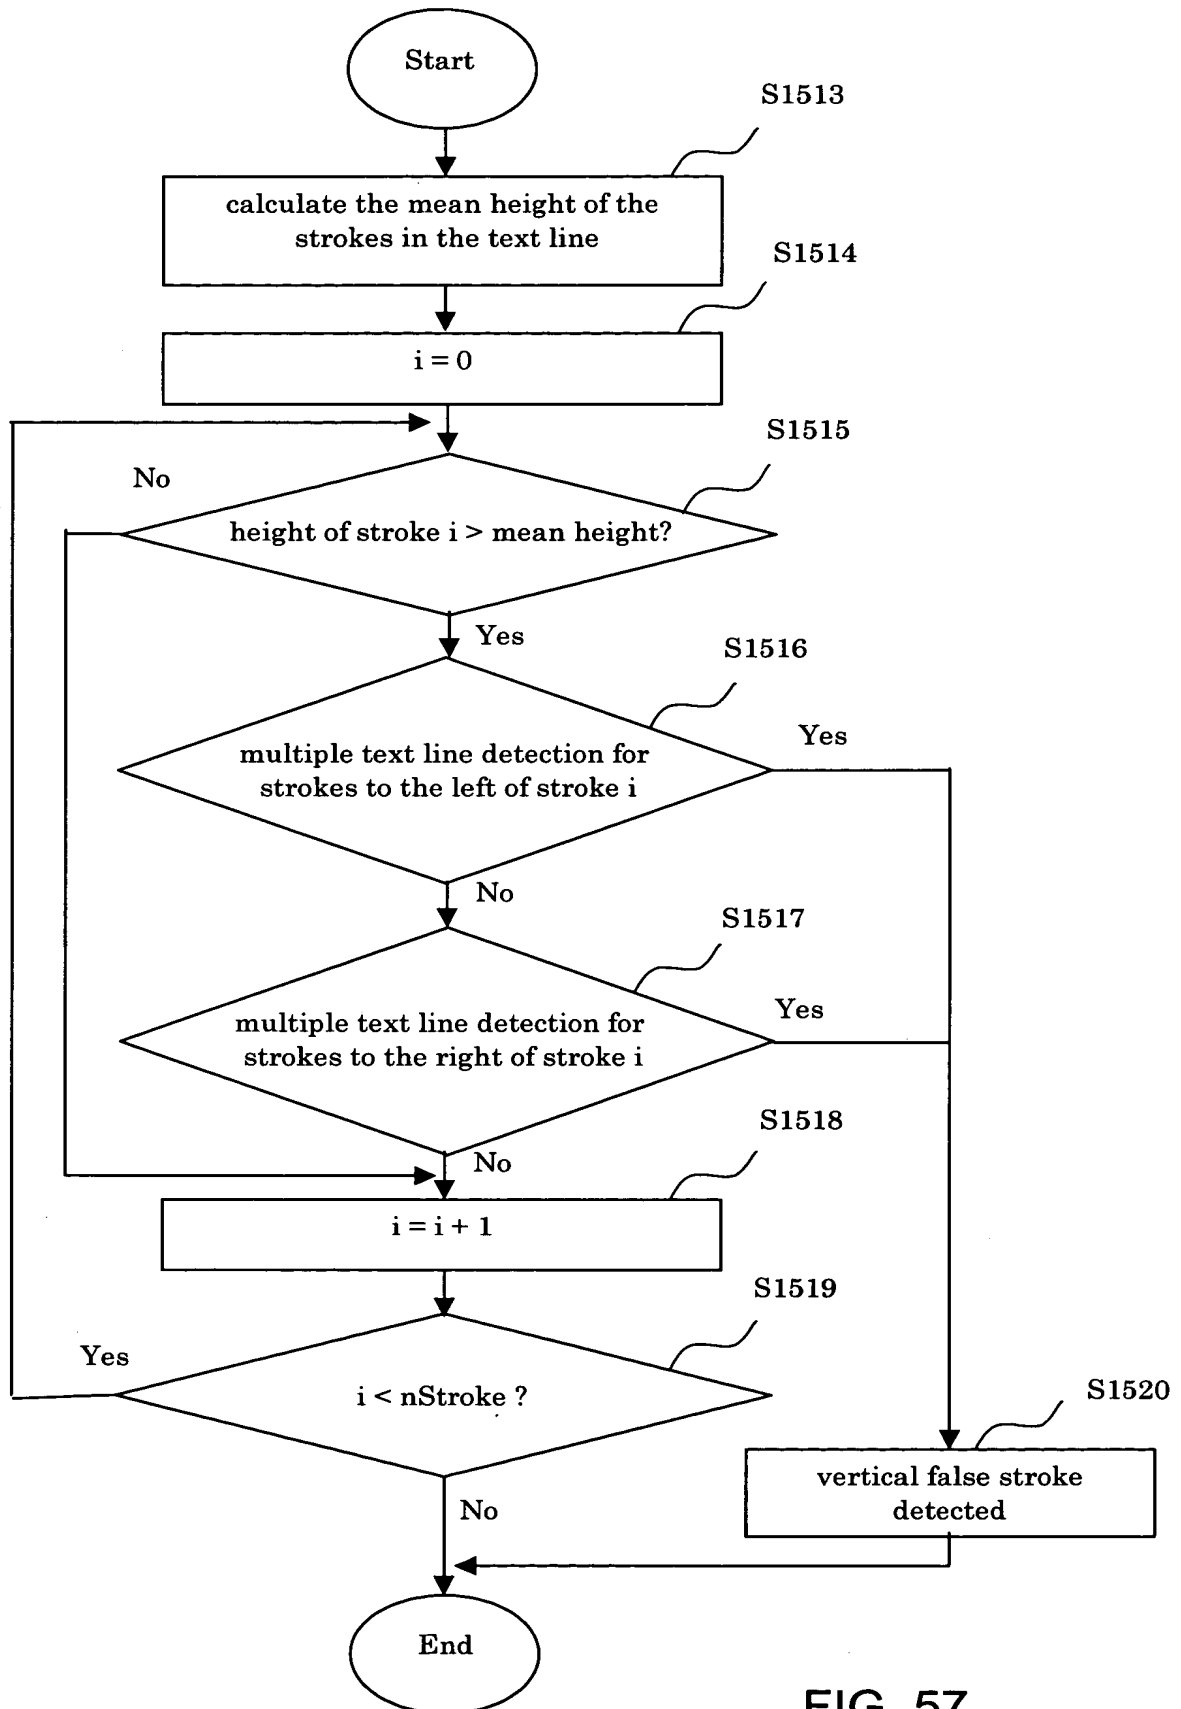 Start
S1513
calculate the mean height of the
strokes in the text line
S1514
i = 0
S1515
No
height of stroke i > mean height?
Yes
S1516
multiple text line detection for
strokes to the left of stroke i
Yes
No
S1517
multiple text line detection for
strokes to the right of stroke i
Yes
No
S1518
i = i + 1
S1519
Yes
i < nStroke ?
S1520
vertical false stroke
detected
No
End
FIG. 57